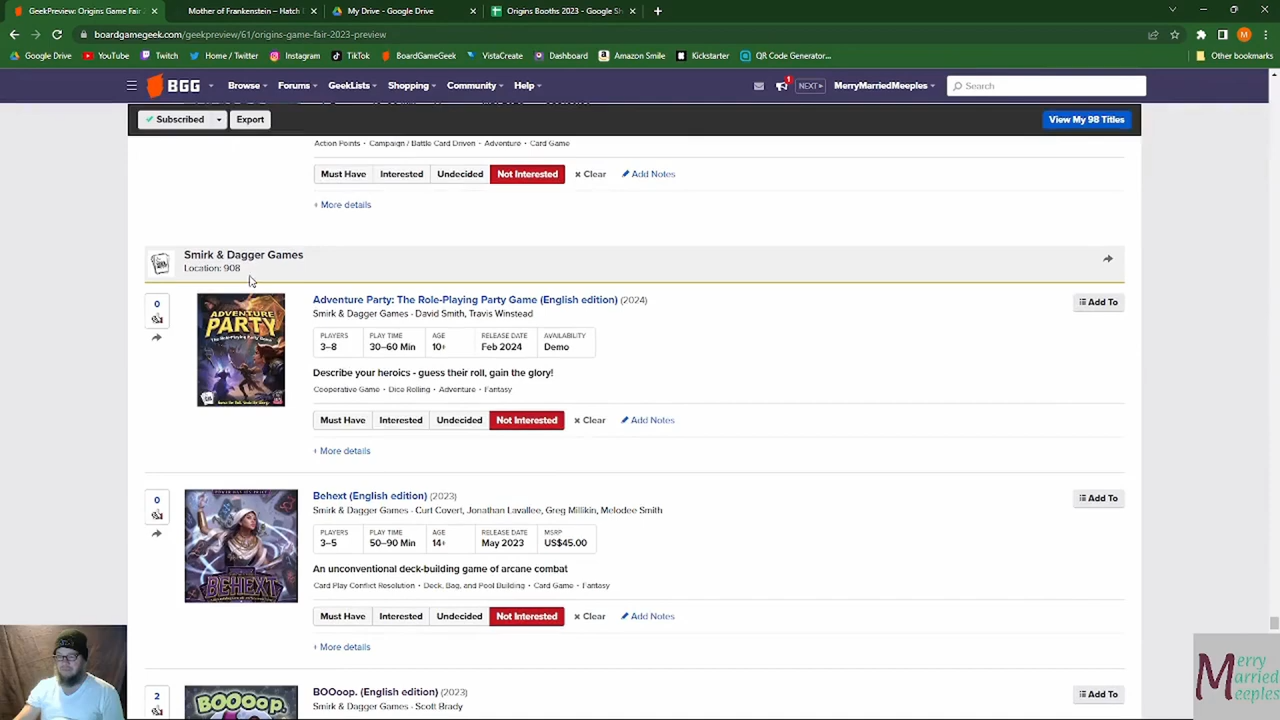 GeekPreview: Origins Game Fair
Mother of Frankenstein – Hatch
My Drive - Google Drive
Origins Booths 2023 - Google Sh
boardgamegeek.com/geekpreview/61/origins-game-fair-2023-preview
Google Drive YouTube Twitch Home / Twitter Instagram TikTok BoardGameGeek VistaCreate Dashboard Amazon Smile Kickstarter QR Code Generator... Other bookmarks
BGG Browse Forums GeekLists Shopping Community Help 1 NEXT MerryMarriedMeeples Search
Subscribed Export View My 98 Titles
Action Points • Campaign / Battle Card Driven • Adventure • Card Game
Must Have Interested Undecided Not Interested × Clear Add Notes
+ More details
Smirk & Dagger Games
Location: 908
0
ADVENTURE
PARTY
Adventure Party: The Role-Playing Party Game (English edition) (2024)
Add To
Smirk & Dagger Games - David Smith, Travis Winstead
PLAYERS PLAY TIME AGE RELEASE DATE AVAILABILITY
3–8 30–60 Min 10+ Feb 2024 Demo
Describe your heroics - guess their roll, gain the glory!
Cooperative Game • Dice Rolling • Adventure • Fantasy
Must Have Interested Undecided Not Interested × Clear Add Notes
+ More details
0
BEHEXT
Behext (English edition) (2023)
Add To
Smirk & Dagger Games - Curt Covert, Jonathan Lavallee, Greg Millikin, Melodee Smith
PLAYERS PLAY TIME AGE RELEASE DATE MSRP
3–5 50–90 Min 14+ May 2023 US$45.00
An unconventional deck-building game of arcane combat
Card Play Conflict Resolution • Deck, Bag, and Pool Building • Card Game • Fantasy
Must Have Interested Undecided Not Interested × Clear Add Notes
+ More details
2
BOOoop.
BOOoop. (English edition) (2023)
Add To
Smirk & Dagger Games - Scott Brady
Merry
Married
Meeples